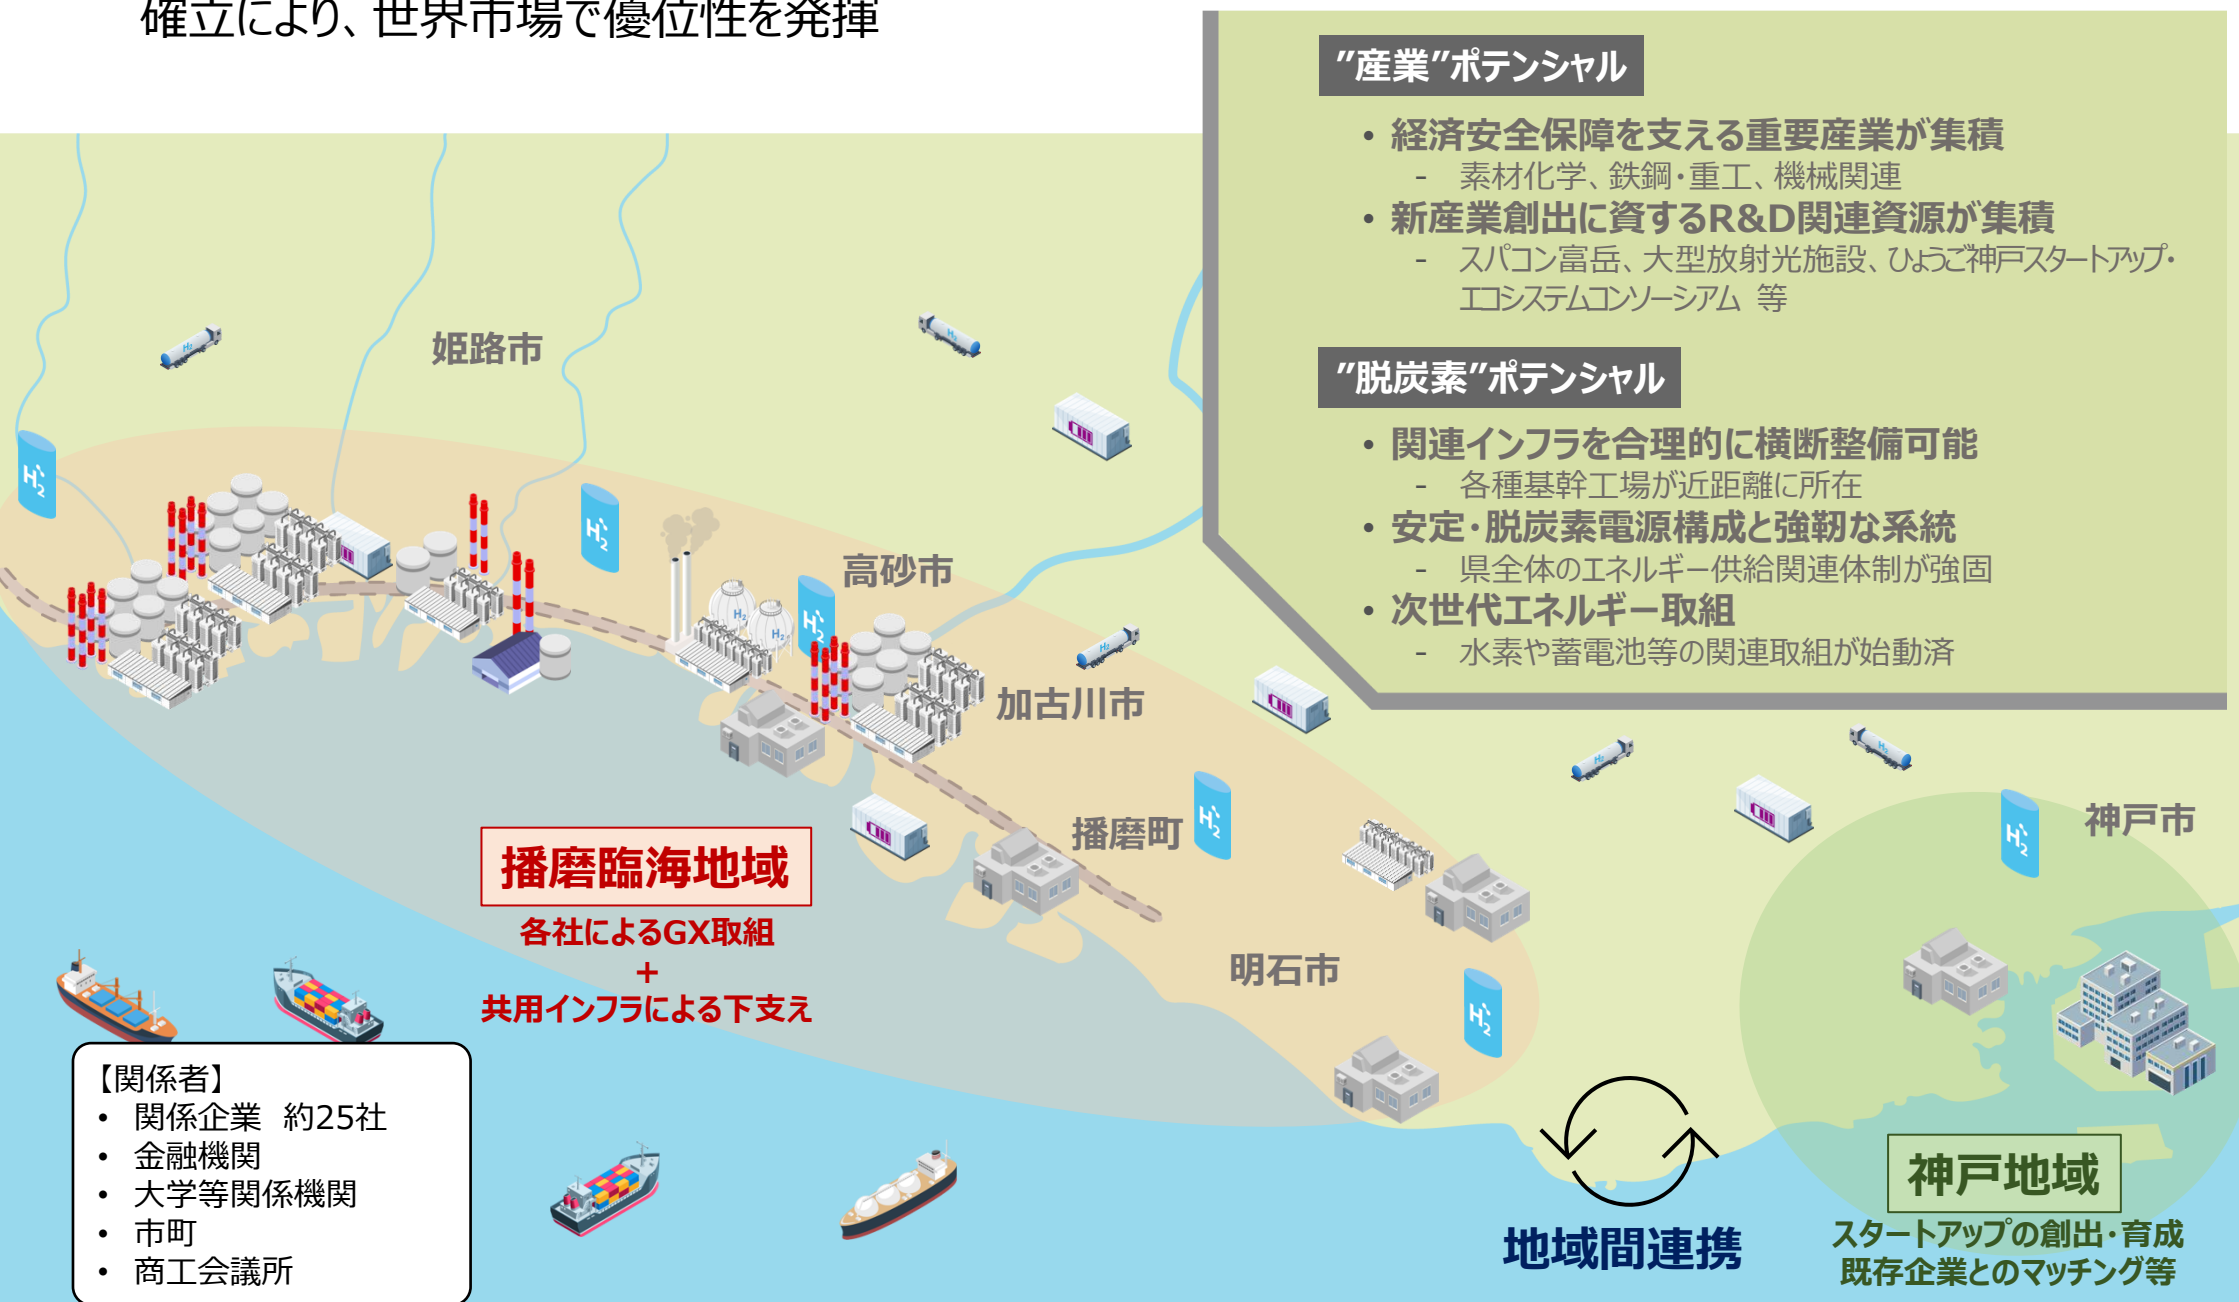 確立により、世界市場で優位性を発揮
”産業”ポテンシャル
• 経済安全保障を支える重要産業が集積
- 素材化学、鉄鋼・重工、機械関連
• 新産業創出に資するR&D関連資源が集積
- スパコン富岳、大型放射光施設、ひょうご神戸スタートアップ・
エコシステムコンソーシアム 等
”脱炭素”ポテンシャル
• 関連インフラを合理的に横断整備可能
- 各種基幹工場が近距離に所在
• 安定・脱炭素電源構成と強靭な系統
- 県全体のエネルギー供給関連体制が強固
• 次世代エネルギー取組
- 水素や蓄電池等の関連取組が始動済
H2
H2
姫路市
H2
H2
高砂市
H2
H2
H2
H2
加古川市
H2
H2
播磨町
H2
神戸市
H2
播磨臨海地域
各社によるGX取組
+
共用インフラによる下支え
明石市
H2
【関係者】
• 関係企業 約25社
• 金融機関
• 大学等関係機関
• 市町
• 商工会議所
地域間連携
神戸地域
スタートアップの創出・育成
既存企業とのマッチング等